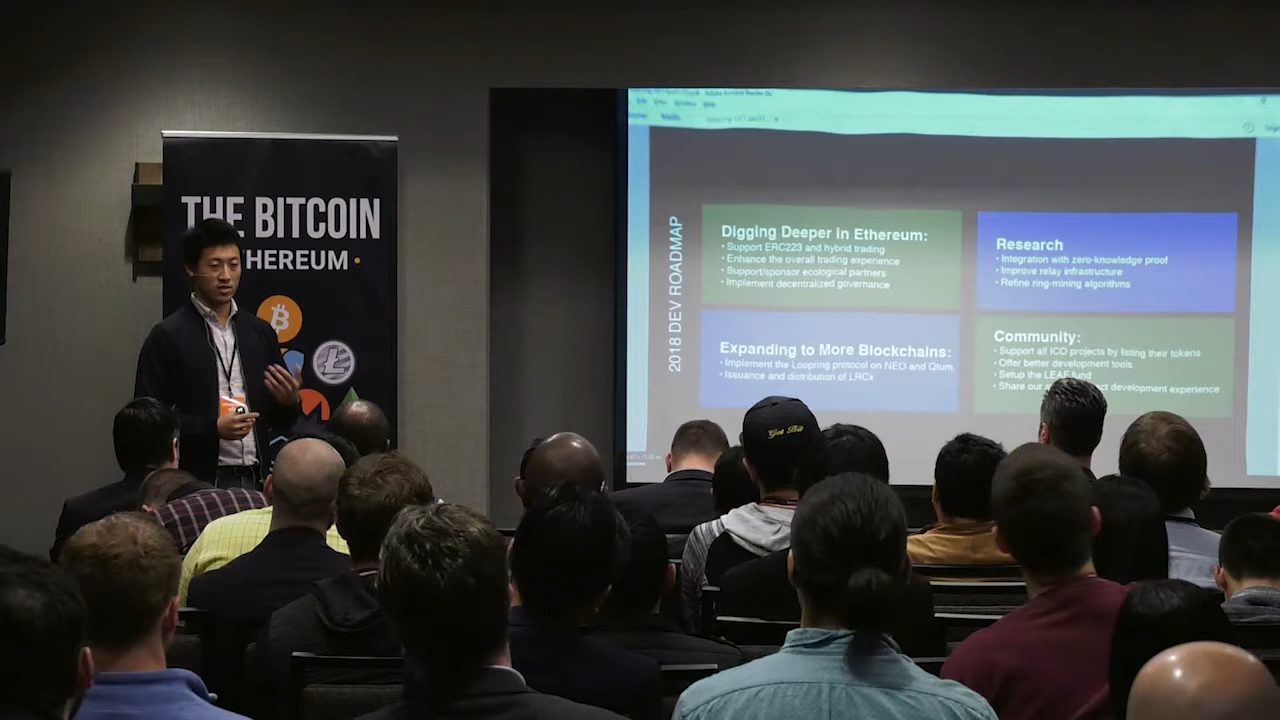 THE BITCOIN
HEREUM
2018 DEV ROADMAP
Digging Deeper in Ethereum:
• Support ERC223 and hybrid trading
• Enhance the overall trading experience
• Support/sponsor ecological partners
• Implement decentralized governance
Research
• Integration with zero-knowledge proof
• Improve relay infrastructure
• Refine ring-mining algorithms
Expanding to More Blockchains:
• Implement the Loopring protocol on NEO and Qtum
• Issuance and distribution of LRCx
Community:
• Support all ICO projects by listing their tokens
• Offer better development tools
• Setup the LEAF fund
• Share our development experience
Get Bit